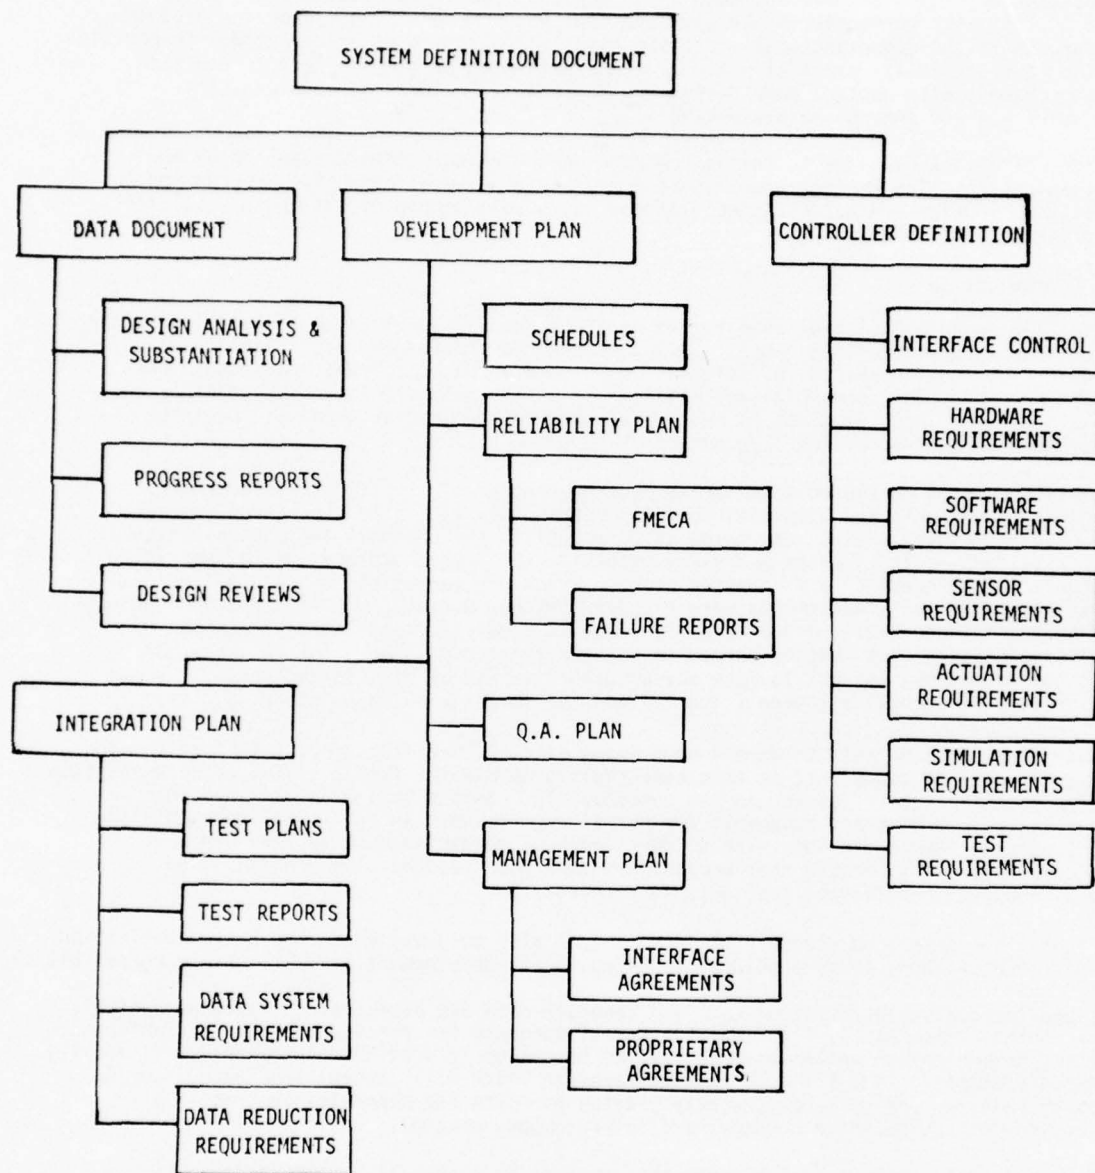 SYSTEM DEFINITION DOCUMENT
DATA DOCUMENT
DEVELOPMENT PLAN
CONTROLLER DEFINITION
DESIGN ANALYSIS &
SUBSTANTIATION
PROGRESS REPORTS
DESIGN REVIEWS
SCHEDULES
RELIABILITY PLAN
FMECA
FAILURE REPORTS
INTEGRATION PLAN
TEST PLANS
TEST REPORTS
DATA SYSTEM
REQUIREMENTS
DATA REDUCTION
REQUIREMENTS
Q.A. PLAN
MANAGEMENT PLAN
INTERFACE
AGREEMENTS
PROPRIETARY
AGREEMENTS
INTERFACE CONTROL
HARDWARE
REQUIREMENTS
SOFTWARE
REQUIREMENTS
SENSOR
REQUIREMENTS
ACTUATION
REQUIREMENTS
SIMULATION
REQUIREMENTS
TEST
REQUIREMENTS